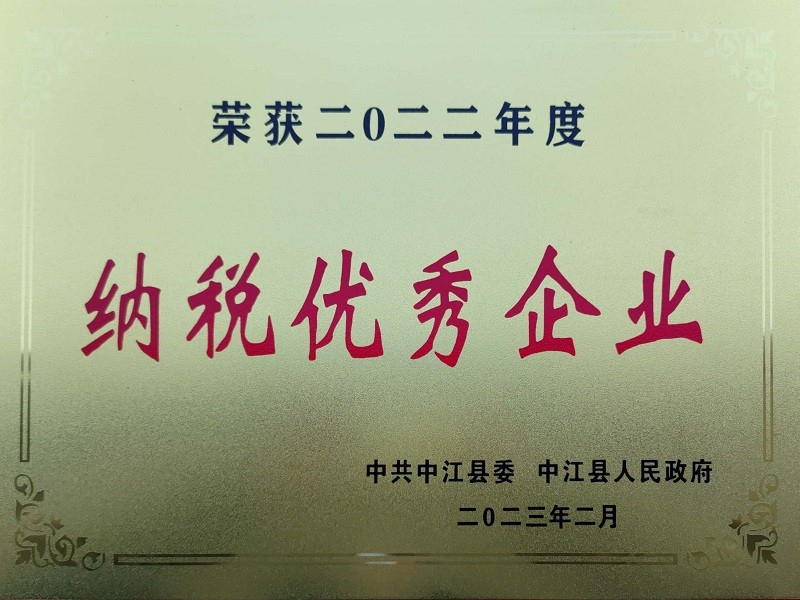 荣获二0二二年度
纳税优秀企业
中共中江县委 中江县人民政府
二0二三年二月